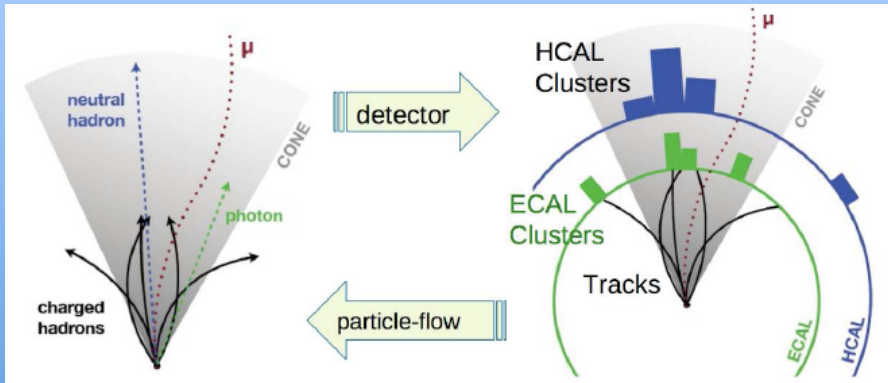 μ
neutral
hadron
CONE
photon
charged
hadrons
detector
particle-flow
μ
HCAL
Clusters
CONE
ECAL
Clusters
Tracks
ECAL
HCAL